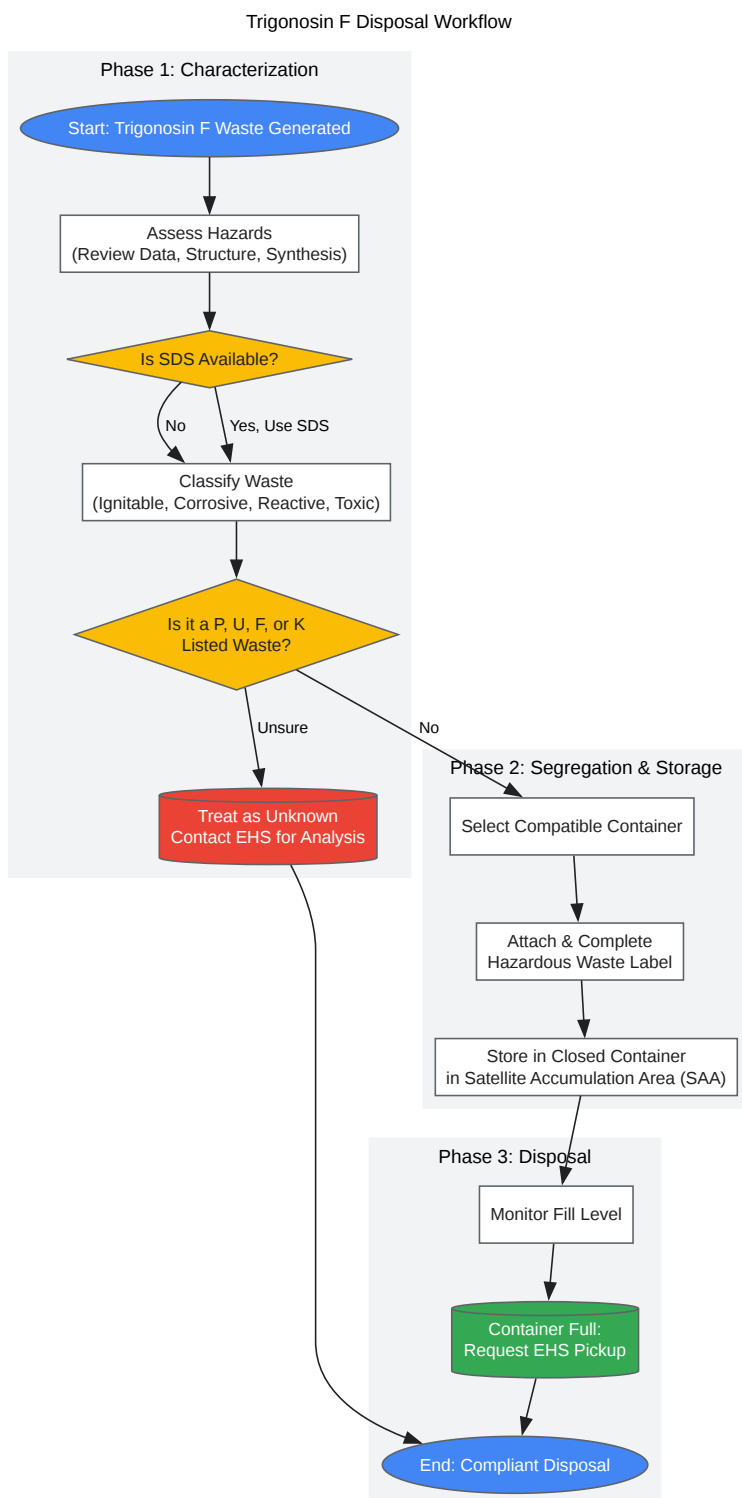 Trigonosin F Disposal Workflow
Phase 1: Characterization
Start: Trigonosin F Waste Generated
Assess Hazards
(Review Data, Structure, Synthesis)
Is SDS Available?
No
Yes, Use SDS
Classify Waste
(Ignitable, Corrosive, Reactive, Toxic)
Is it a P, U, F, or K
Listed Waste?
Unsure
No
Treat as Unknown
Contact EHS for Analysis
Phase 2: Segregation & Storage
Select Compatible Container
Attach & Complete
Hazardous Waste Label
Store in Closed Container
in Satellite Accumulation Area (SAA)
Phase 3: Disposal
Monitor Fill Level
Container Full:
Request EHS Pickup
End: Compliant Disposal